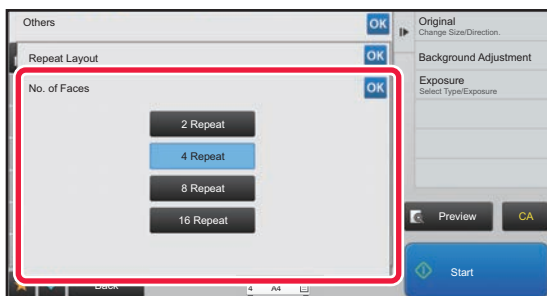 Others
OK
Repeat Layout
OK
No. of Faces
OK
2 Repeat
4 Repeat
8 Repeat
16 Repeat
Back
4 A4
Original
Change Size/Direction.
Background Adjustment
Exposure
Select Type/Exposure
Preview
CA
Start